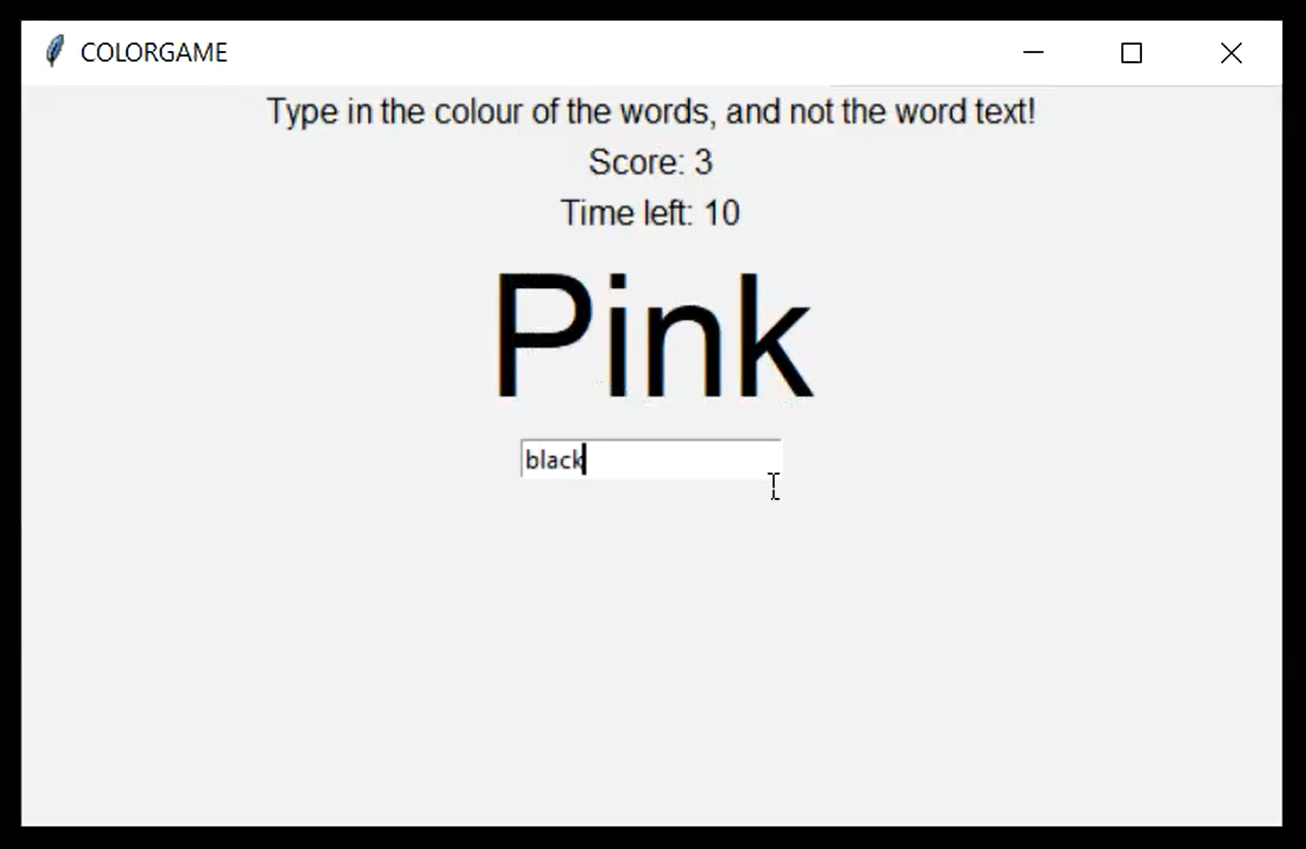 COLORGAME
Type in the colour of the words, and not the word text!
Score: 3
Time left: 10
Pink
black